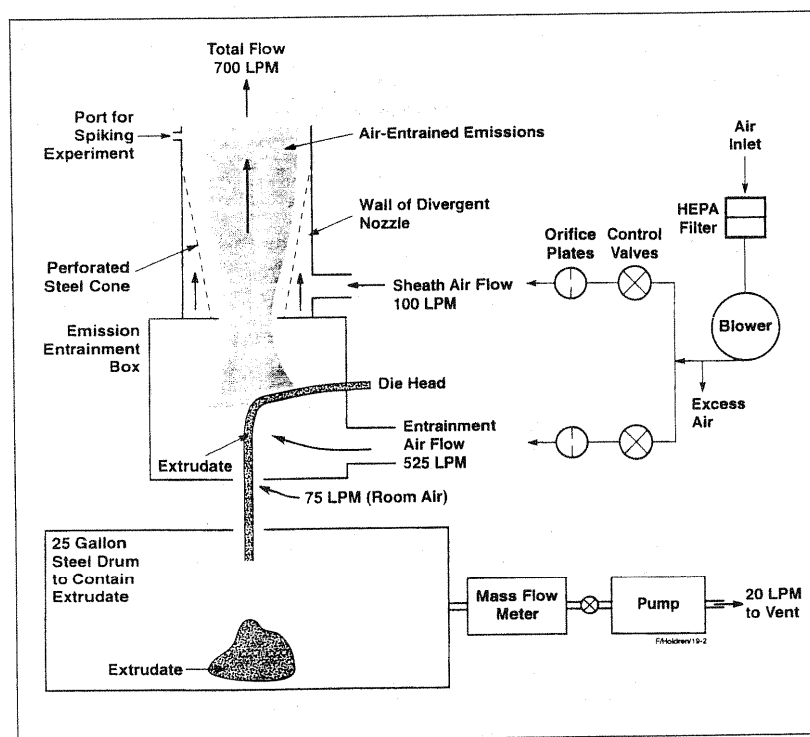 Total Flow
700 LPM
Port for
Spiking
Experiment
Air-Entrained Emissions
Air
Inlet
HEPA
Filter
Wall of Divergent
Nozzle
Orifice
Plates
Control
Valves
Perforated
Steel Cone
Sheath Air Flow
100 LPM
Blower
Emission
Entrainment
Box
Die Head
Excess
Air
Entrainment
Air Flow
525 LPM
Extrudate
75 LPM (Room Air)
25 Gallon
Steel Drum
to Contain
Extrudate
Mass Flow
Meter
Pump
20 LPM
to Vent
F/Holdren/19-2
Extrudate